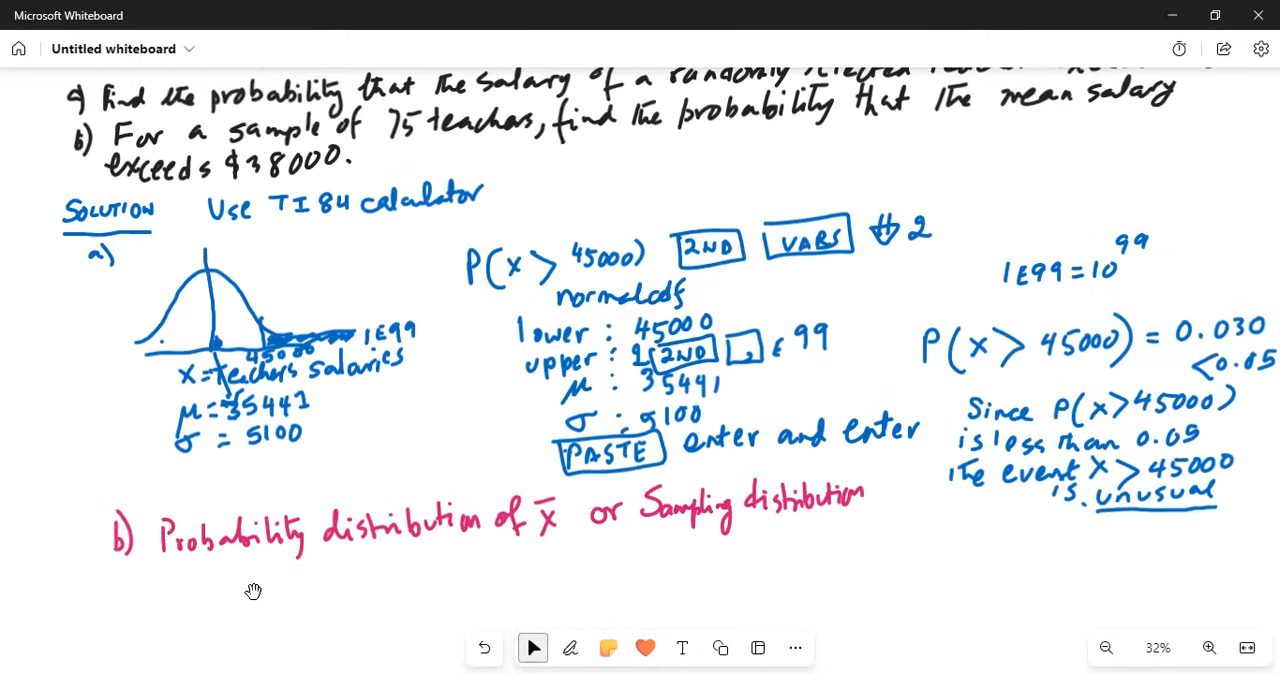 Microsoft Whiteboard
Untitled whiteboard
a) Find the probability that the salary of a randomly selected
b) For a sample of 75 teachers, find the probability that the mean salary
exceeds $38000.
SOLUTION Use TI 84 calculator
a)
1E99
45000
x = teachers salaries
μ = 35441
σ = 5100
P(x > 45000) 2ND VARS 2
normalcdf
lower : 45000
upper : 1 2ND , E 99
μ : 35441
σ : 5100
PASTE enter and enter
1E99 = 10^99
P(x > 45000) = 0.030
<0.05
Since P(x > 45000)
is less than 0.05
the event x > 45000
is unusual
b) Probability distribution of x̄ or Sampling distribution
32%